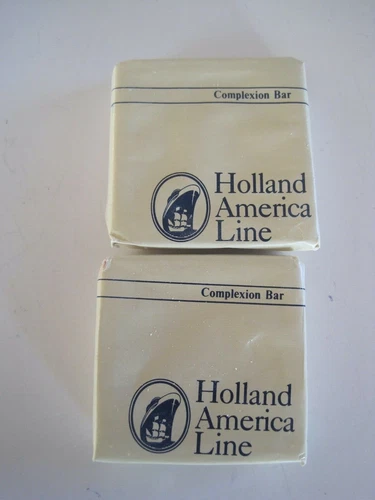 Complexion Bar
Holland
America
Line
Complexion Bar
Holland
America
Line